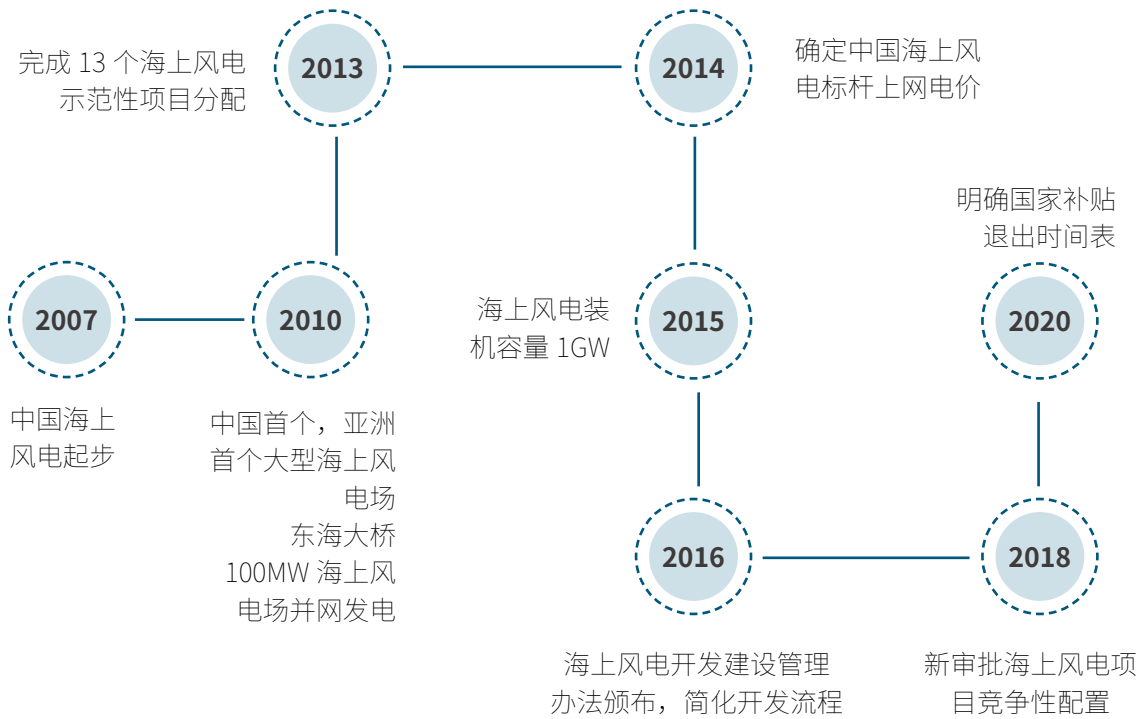 2007
中国海上
风电起步
2010
中国首个，亚洲
首个大型海上风
电场
东海大桥
100MW 海上风
电场并网发电
完成 13 个海上风电
示范性项目分配
2013
2014
确定中国海上风
电标杆上网电价
海上风电装
机容量 1GW
2015
2016
海上风电开发建设管理
办法颁布，简化开发流程
2018
新审批海上风电项
目竞争性配置
明确国家补贴
退出时间表
2020